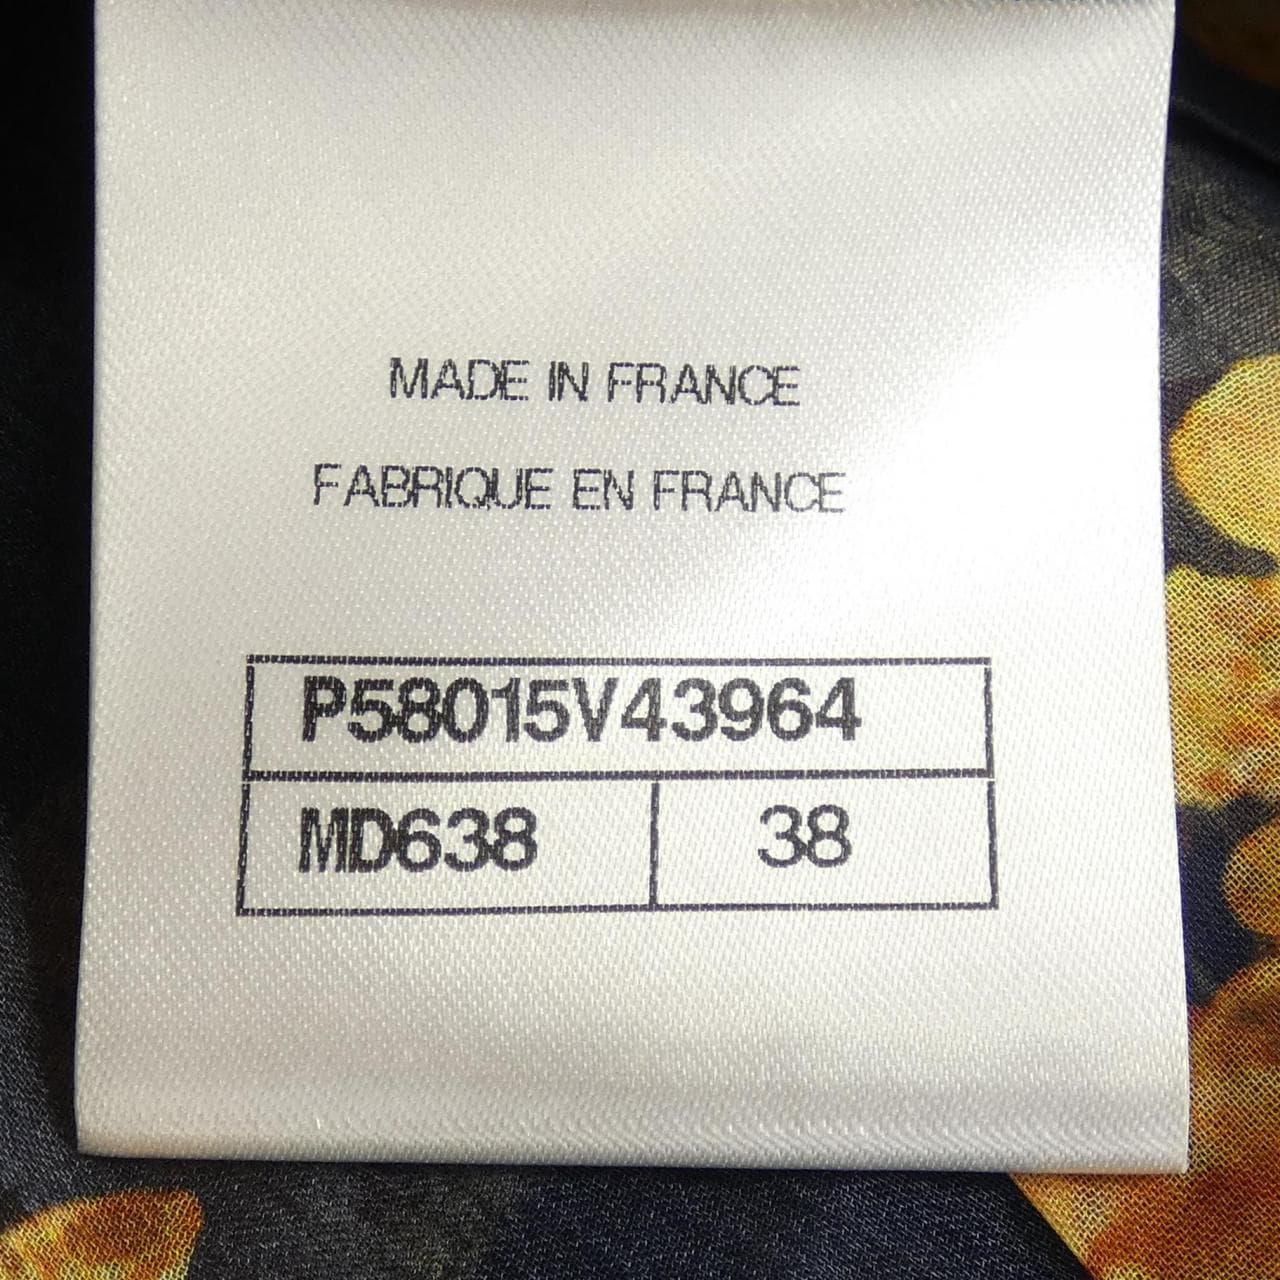 MADE IN FRANCE
FABRIQUE EN FRANCE
P58015V43964
MD638 38